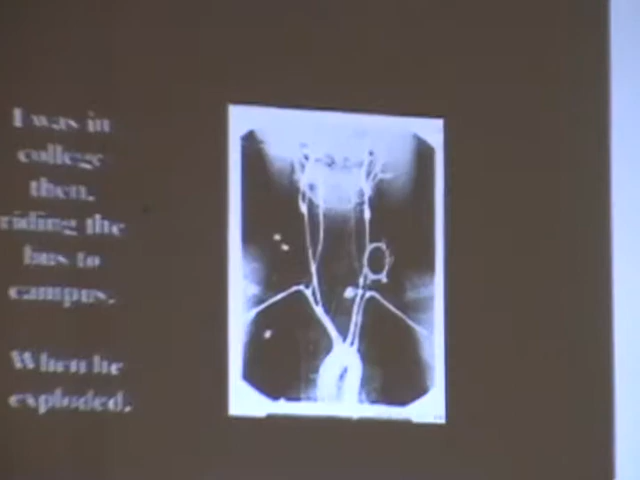 I was in
college
then,
riding the
bus to
campus.
When he
exploded.